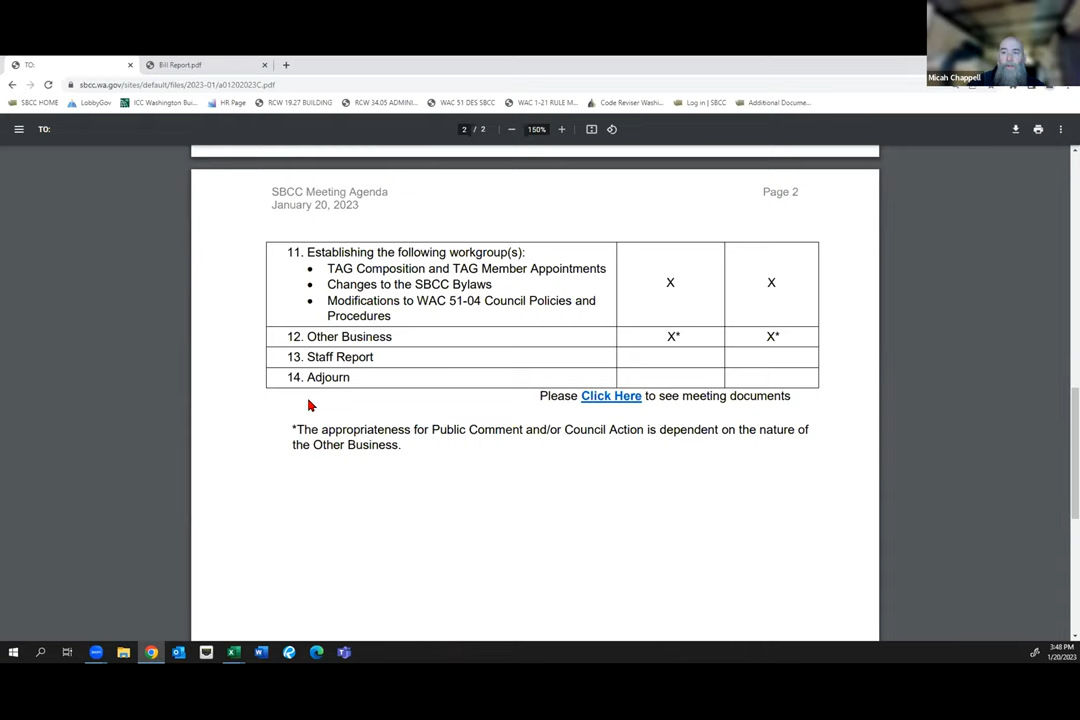 Micah Chappell
TO:
Bill Report.pdf
sbcc.wa.gov/sites/default/files/2023-01/a01202023C.pdf
SBCC HOME
LobbyGov
ICC Washington Bui...
HR Page
RCW 19.27 BUILDING
RCW 34.05 ADMINI...
WAC 51 DES SBCC
WAC 1-21 RULE M...
Code Reviser Washi...
Log in | SBCC
Additional Docume...
TO:
2 / 2
150%
SBCC Meeting Agenda
Page 2
January 20, 2023
11. Establishing the following workgroup(s):
• TAG Composition and TAG Member Appointments
• Changes to the SBCC Bylaws
• Modifications to WAC 51-04 Council Policies and
Procedures
X
X
12. Other Business
X*
X*
13. Staff Report
14. Adjourn
Please Click Here to see meeting documents
*The appropriateness for Public Comment and/or Council Action is dependent on the nature of
the Other Business.
3:48 PM
1/20/2023